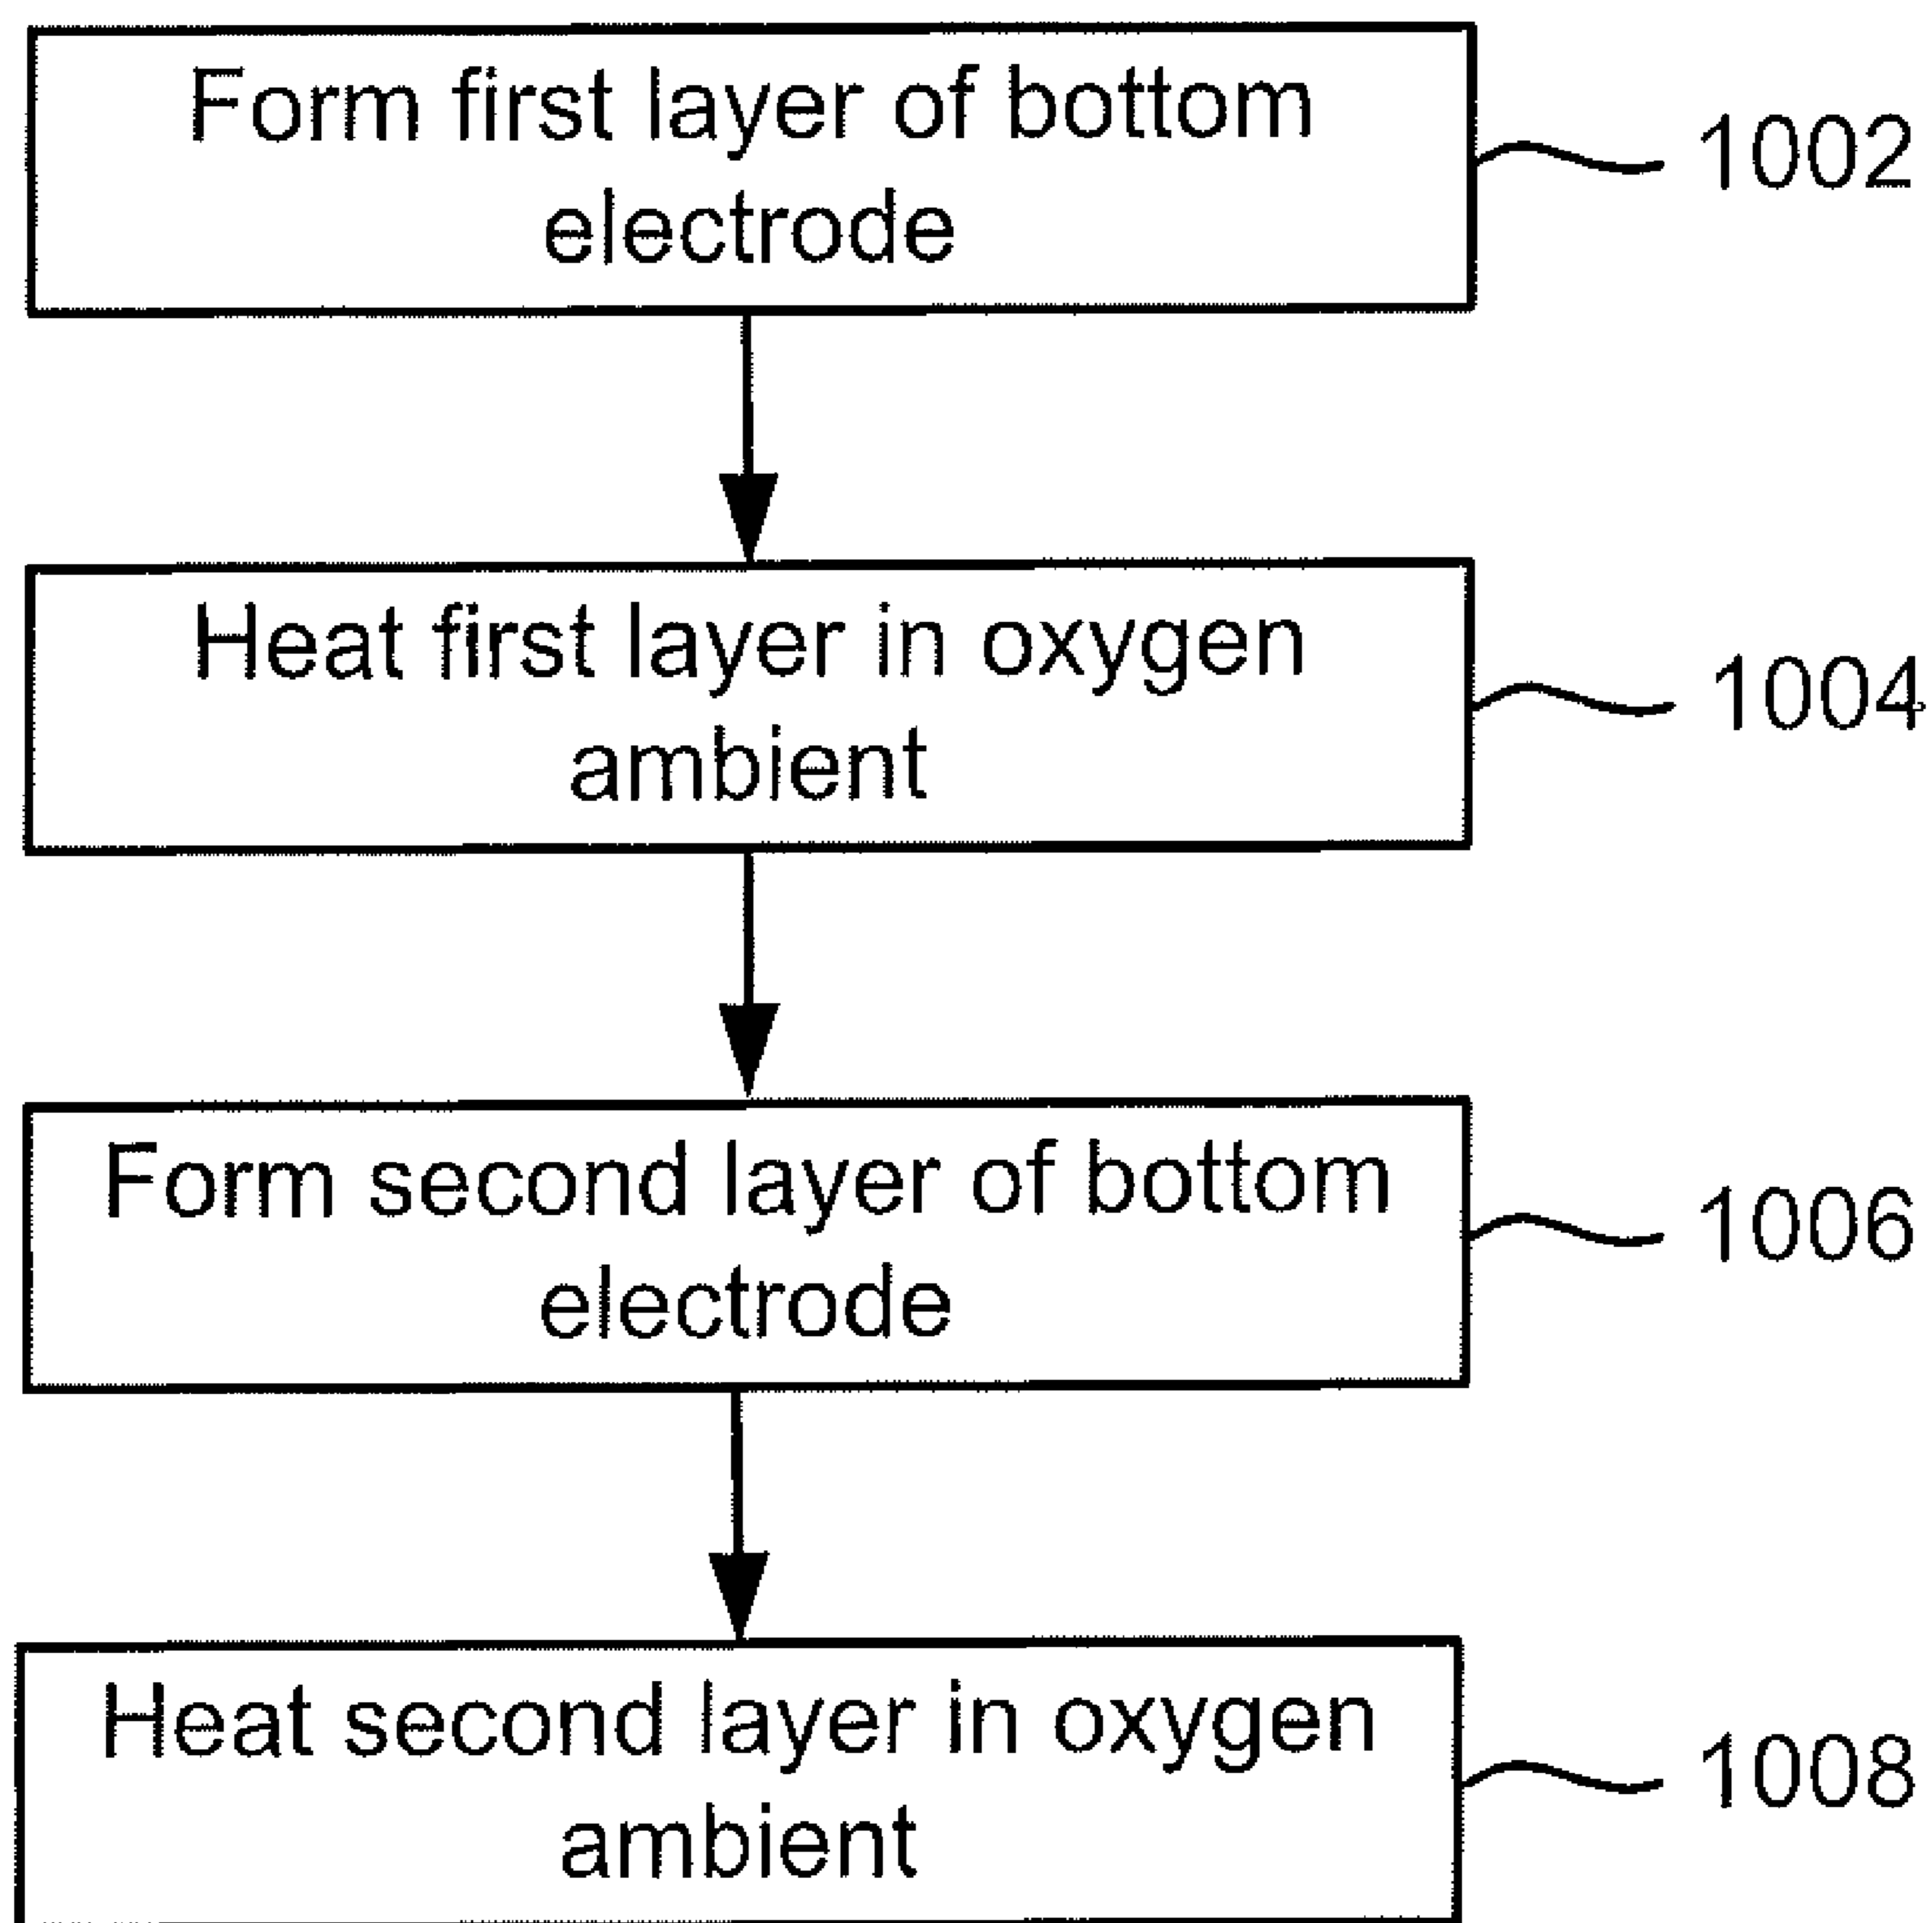 Form first layer of bottom
electrode
1002
Heat first layer in oxygen
ambient
1004
Form second layer of bottom
electrode
1006
Heat second layer in oxygen
ambient
1008